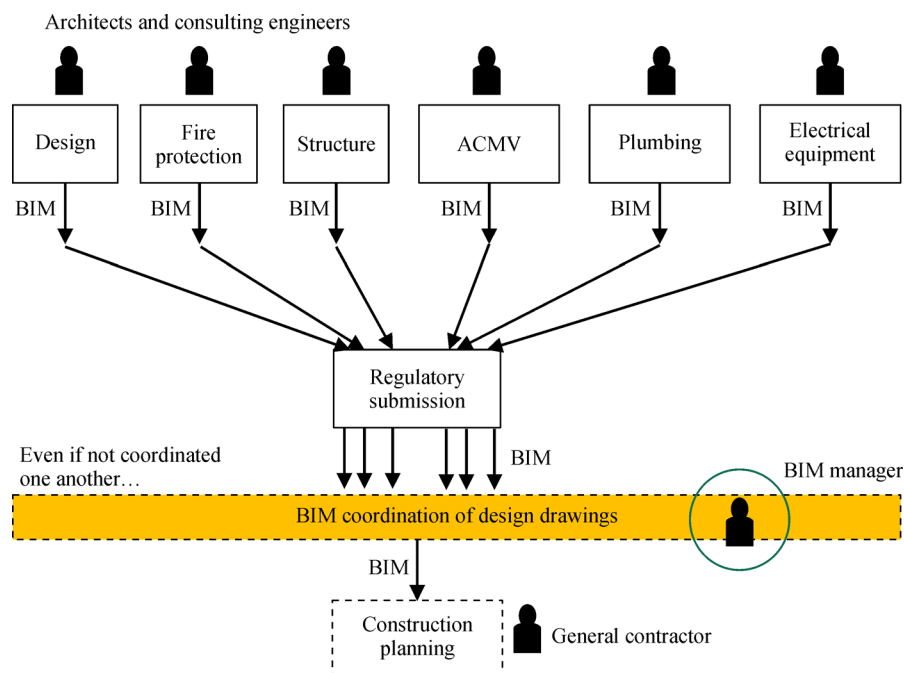 Architects and consulting engineers
Design
Fire
protection
Structure
ACMV
Plumbing
Electrical
equipment
BIM
BIM
BIM
BIM
BIM
BIM
Regulatory
submission
Even if not coordinated
one another…
BIM
BIM manager
BIM coordination of design drawings
BIM
Construction
planning
General contractor